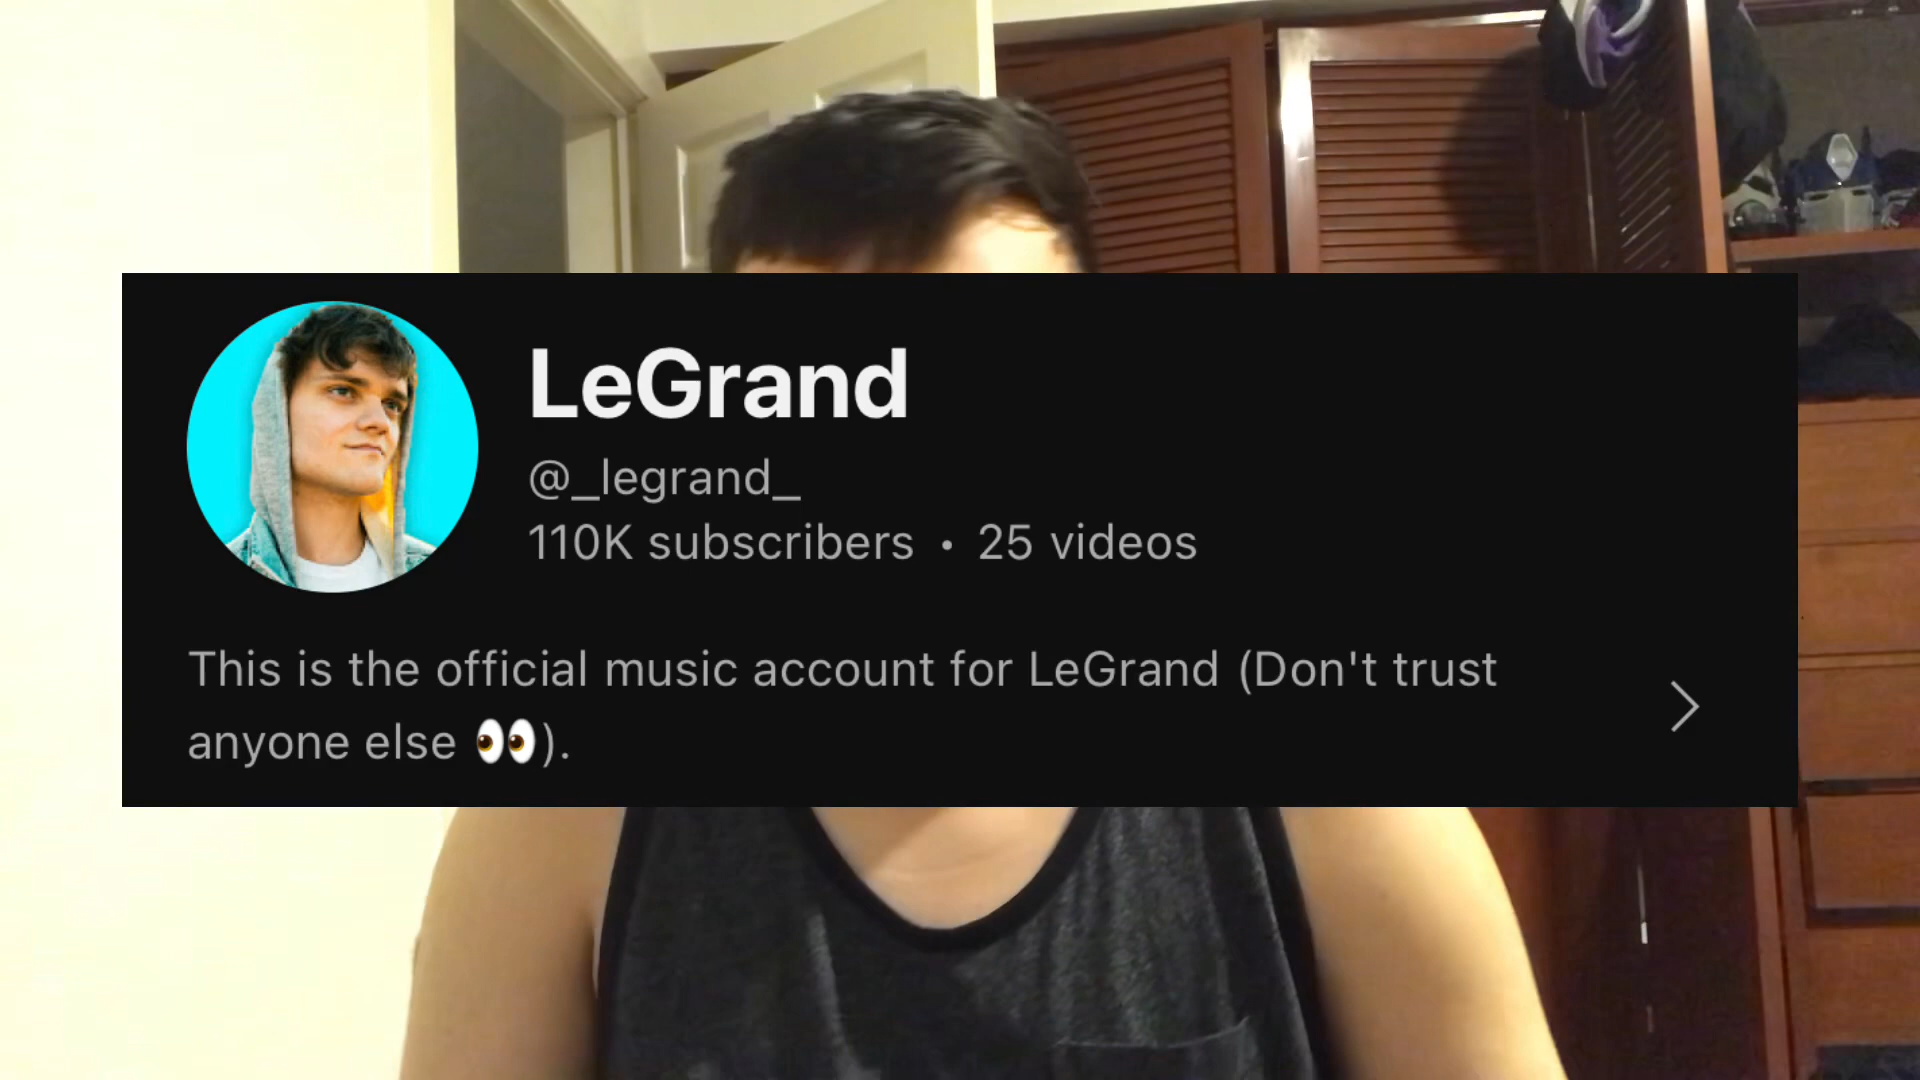 LeGrand
@_legrand_
110K subscribers • 25 videos
This is the official music account for LeGrand (Don't trust
anyone else 👀).